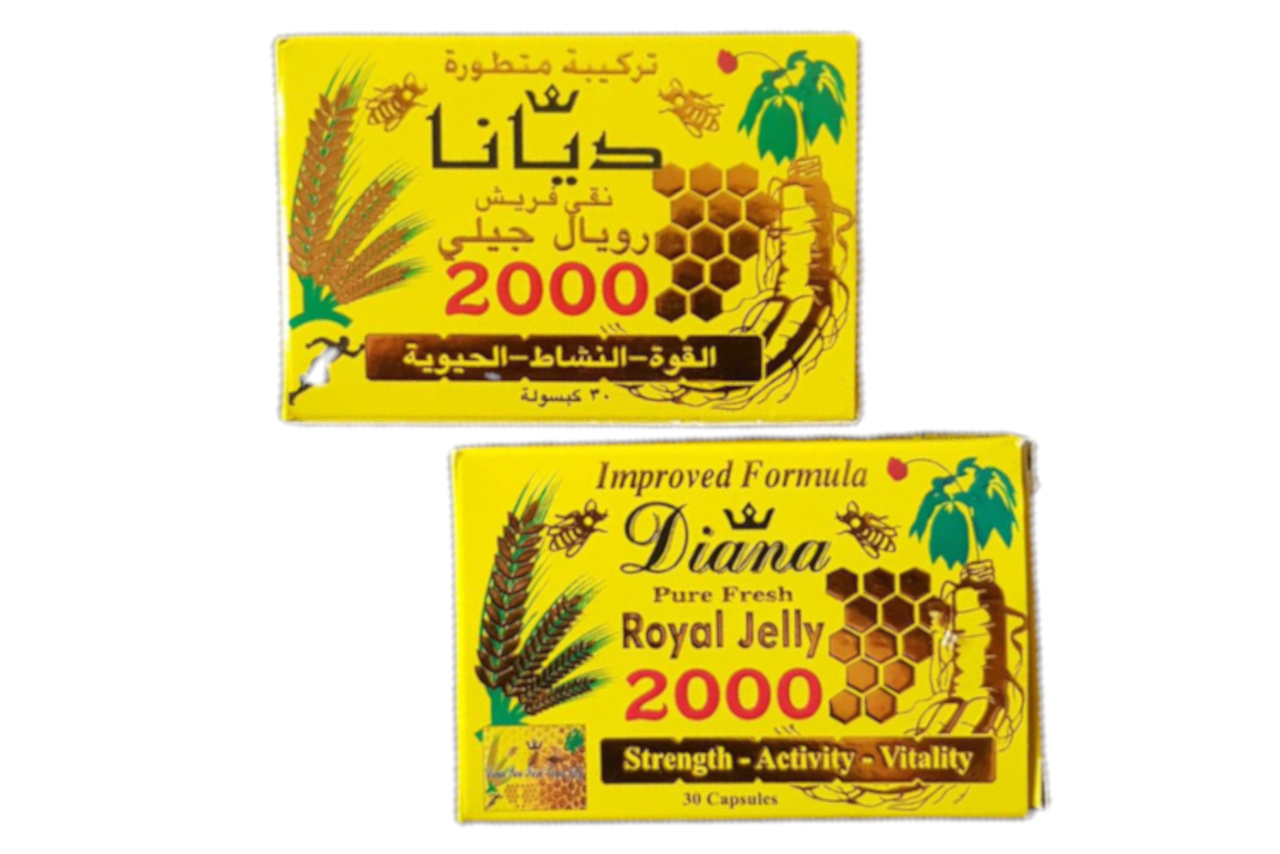 تركيبة متطورة
ديانا
نقي فريش
رويال جيلي
2000
القوة-النشاط-الحيوية
٣٠ كبسولة
Improved Formula
Diana
Pure Fresh
Royal Jelly
2000
Strength - Activity - Vitality
30 Capsules